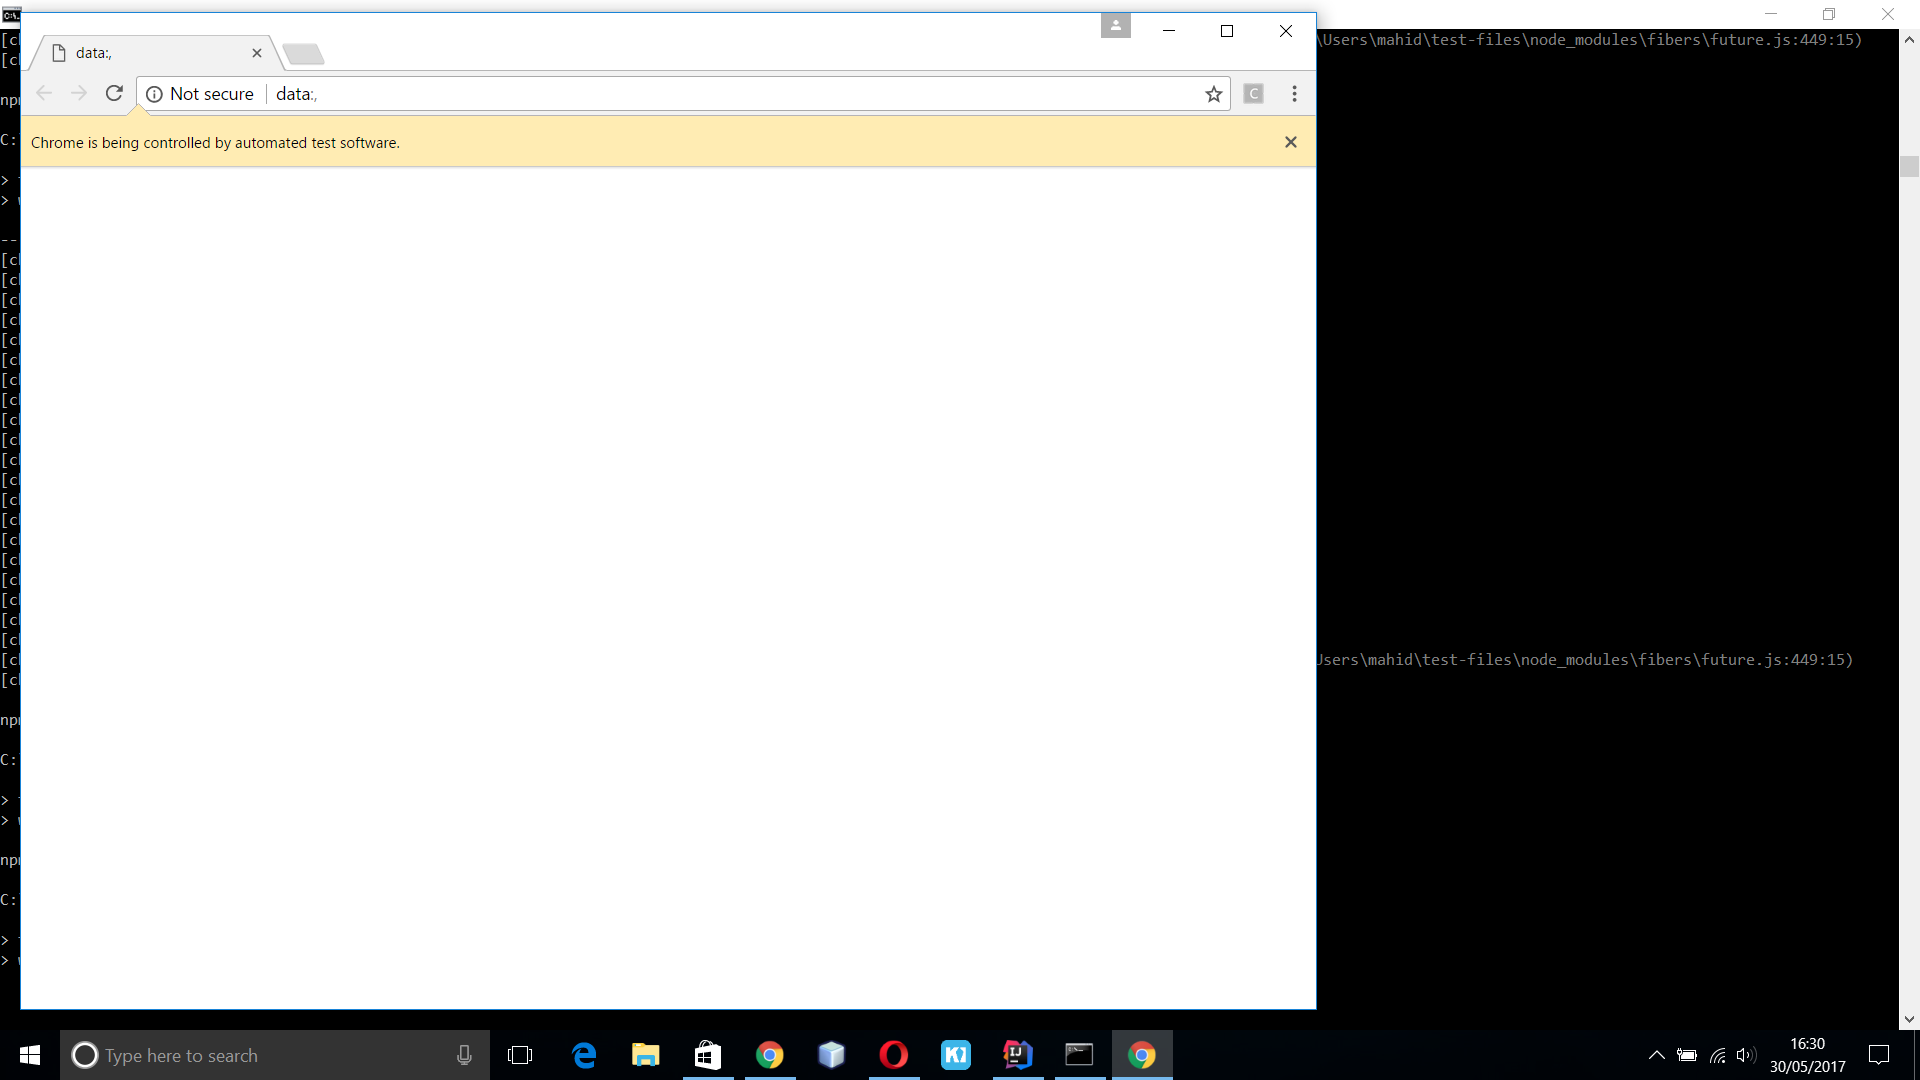 \Users\mahid\test-files\node_modules\fibers\future.js:449:15)
data:,
Not secure
data:,
C
Chrome is being controlled by automated test software.
C:
>
>
--
Users\mahid\test-files\node_modules\fibers\future.js:449:15)
C:
>
>
C:
>
>
Type here to search
16:30
30/05/2017